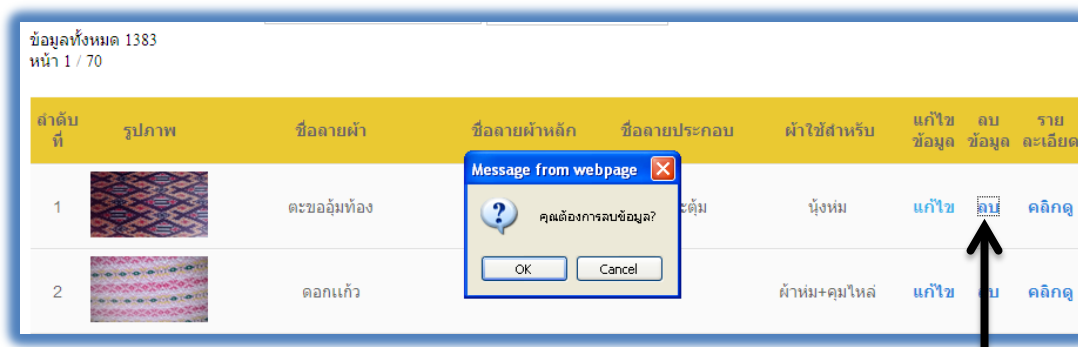 ข้อมูลทั้งหมด 1383
หน้า 1 / 70
ลำดับที่ รูปภาพ ชื่อลายผ้า ชื่อลายผ้าหลัก ชื่อลายประกอบ ผ้าใช้สำหรับ แก้ไขข้อมูล ลบข้อมูล รายละเอียด
Message from webpage
1 ตะขออุ้มท้อง นุ้งห่ม แก้ไข ลบ คลิกดู
คุณต้องการลบข้อมูล?
OK Cancel
2 ดอกแก้ว ผ้าห่ม+คุมไหล่ แก้ไข ลบ คลิกดู